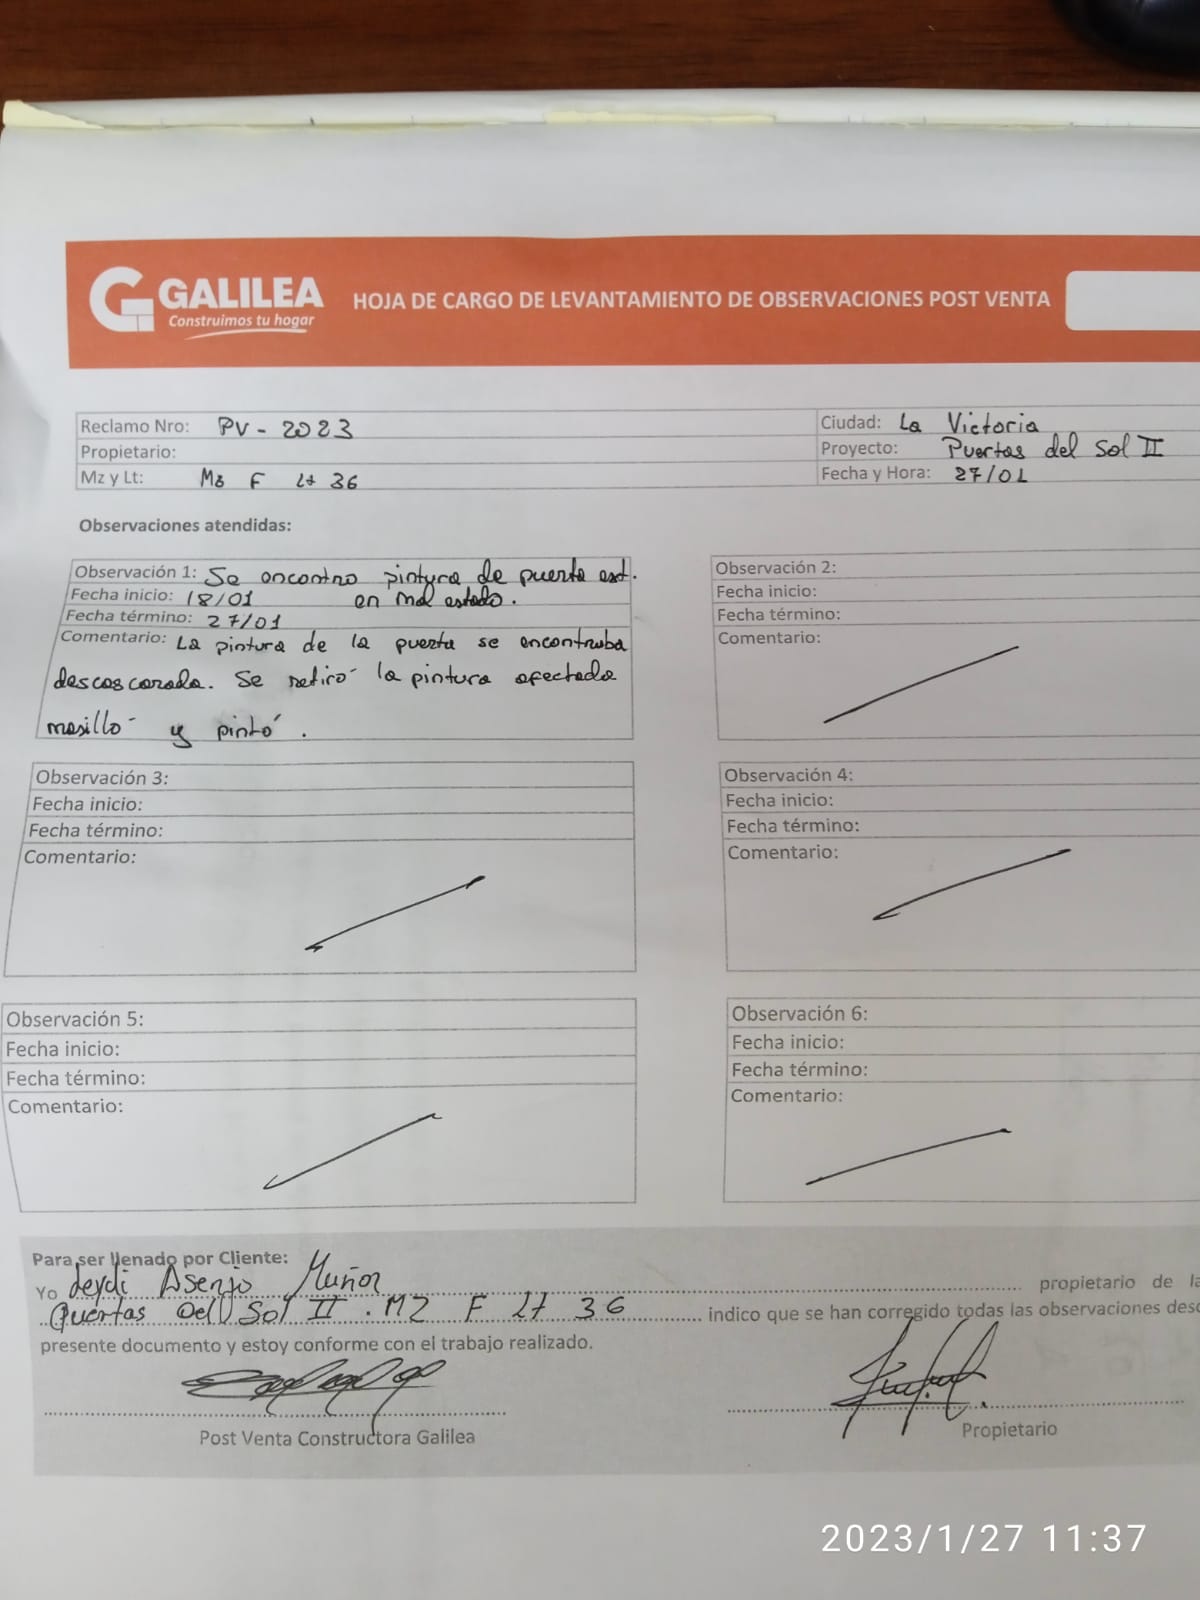 GALILEA
Construimos tu hogar
HOJA DE CARGO DE LEVANTAMIENTO DE OBSERVACIONES POST VENTA
Reclamo Nro: PV - 2023
Ciudad: La Victoria
Propietario:
Proyecto: Puertas del Sol II
Mz y Lt: Mz F Lt 36
Fecha y Hora: 27/01
Observaciones atendidas:
Observación 1: Se encontro pintura de puerta ext.
Fecha inicio: 18/01 en mal estado.
Fecha término: 27/01
Comentario: La pintura de la puerta se encontraba
descascarada. Se retiró la pintura afectada
masilló y pintó.
Observación 2:
Fecha inicio:
Fecha término:
Comentario:
Observación 3:
Fecha inicio:
Fecha término:
Comentario:
Observación 4:
Fecha inicio:
Fecha término:
Comentario:
Observación 5:
Fecha inicio:
Fecha término:
Comentario:
Observación 6:
Fecha inicio:
Fecha término:
Comentario:
Para ser llenado por Cliente:
Yo leydi Asenjo Muñoz propietario de la
Puertas Del Sol II . MZ F Lt 36 indico que se han corregido todas las observaciones desc
presente documento y estoy conforme con el trabajo realizado.
Post Venta Constructora Galilea
Propietario
2023/1/27 11:37